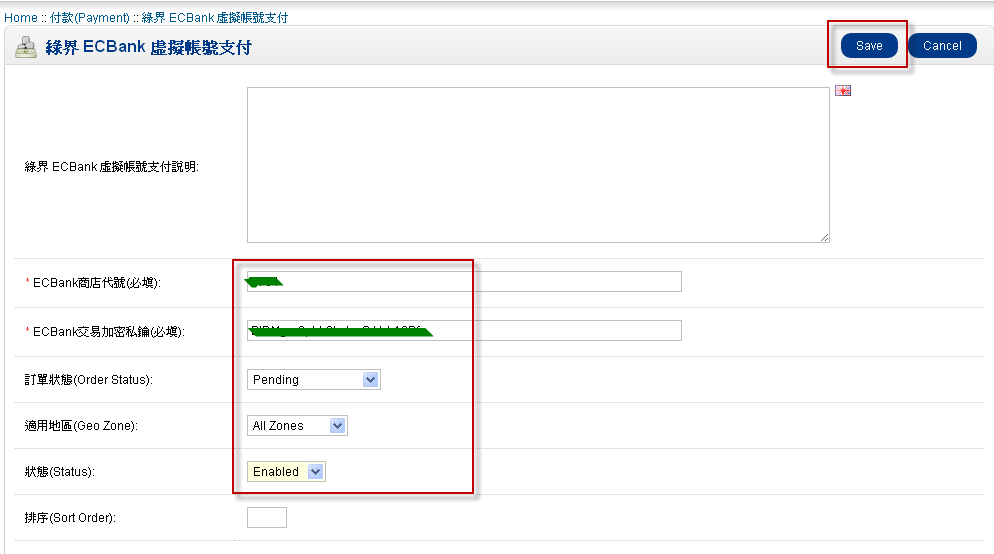 Home :: 付款(Payment) :: 綠界 ECBank 虛擬帳號支付
綠界 ECBank 虛擬帳號支付
Save
Cancel
綠界 ECBank 虛擬帳號支付說明:
* ECBank商店代號(必填):
* ECBank交易加密私鑰(必填):
訂單狀態(Order Status):
Pending
適用地區(Geo Zone):
All Zones
狀態(Status):
Enabled
排序(Sort Order):